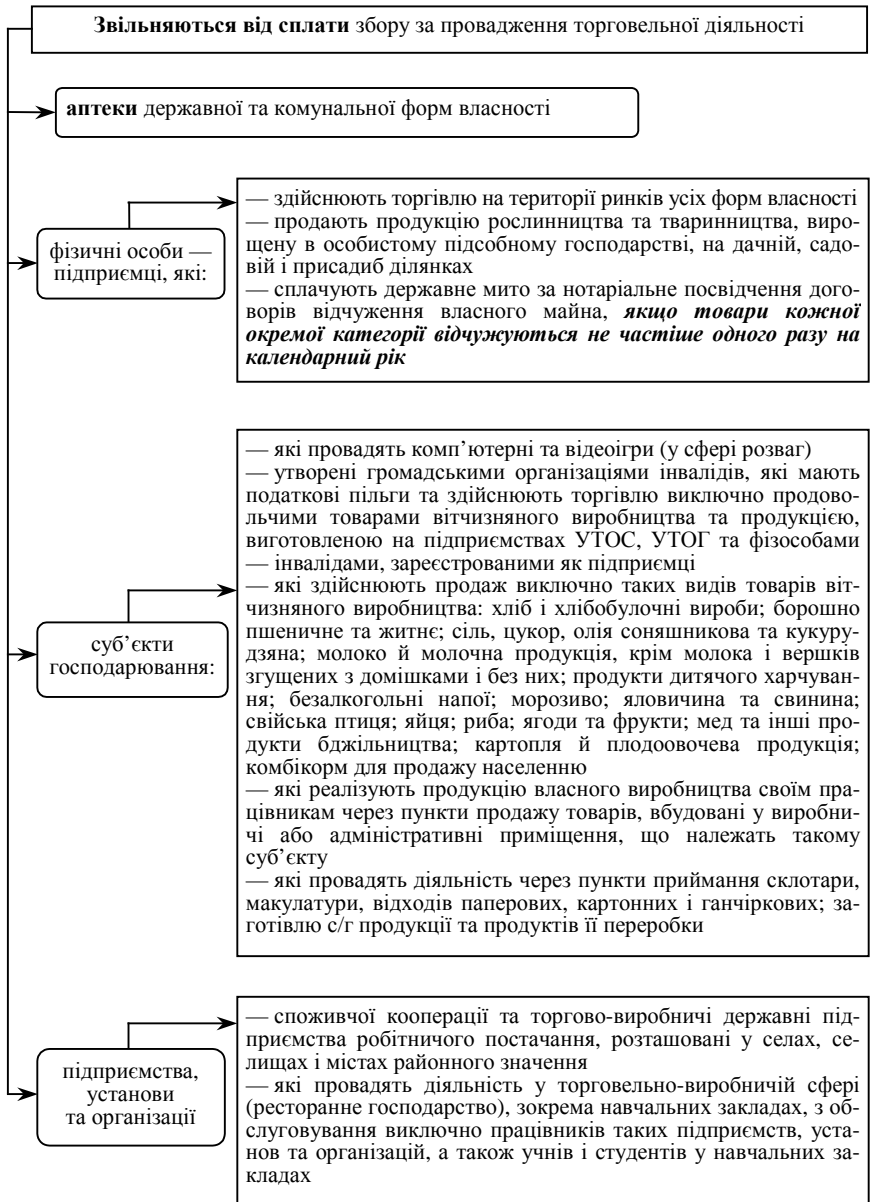 Звільняються від сплати збору за провадження торговельної діяльності
аптеки державної та комунальної форм власності
фізичні особи —
підприємці, які:
— здійснюють торгівлю на території ринків усіх форм власності
— продають продукцію рослинництва та тваринництва, виро-
щену в особистому підсобному господарстві, на дачній, садо-
вій і присадиб ділянках
— сплачують державне мито за нотаріальне посвідчення дого-
ворів відчуження власного майна, якщо товари кожної
окремої категорії відчужуються не частіше одного разу на
календарний рік
суб’єкти
господарювання:
— які провадять комп’ютерні та відеоігри (у сфері розваг)
— утворені громадськими організаціями інвалідів, які мають
податкові пільги та здійснюють торгівлю виключно продово-
льчими товарами вітчизняного виробництва та продукцією,
виготовленою на підприємствах УТОС, УТОГ та фізособами
— інвалідами, зареєстрованими як підприємці
— які здійснюють продаж виключно таких видів товарів віт-
чизняного виробництва: хліб і хлібобулочні вироби; борошно
пшеничне та житнє; сіль, цукор, олія соняшникова та кукуру-
дзяна; молоко й молочна продукція, крім молока і вершків
згущених з домішками і без них; продукти дитячого харчуван-
ня; безалкогольні напої; морозиво; яловичина та свинина;
свійська птиця; яйця; риба; ягоди та фрукти; мед та інші про-
дукти бджільництва; картопля й плодоовочева продукція;
комбікорм для продажу населенню
— які реалізують продукцію власного виробництва своїм пра-
цівникам через пункти продажу товарів, вбудовані у виробни-
чі або адміністративні приміщення, що належать такому
суб’єкту
— які провадять діяльність через пункти приймання склотари,
макулатури, відходів паперових, картонних і ганчіркових; за-
готівлю с/г продукції та продуктів її переробки
підприємства,
установи
та організації
— споживчої кооперації та торгово-виробничі державні під-
приємства робітничого постачання, розташовані у селах, се-
лищах і містах районного значення
— які провадять діяльність у торговельно-виробничій сфері
(ресторанне господарство), зокрема навчальних закладах, з об-
слуговування виключно працівників таких підприємств, уста-
нов та організацій, а також учнів і студентів у навчальних за-
кладах